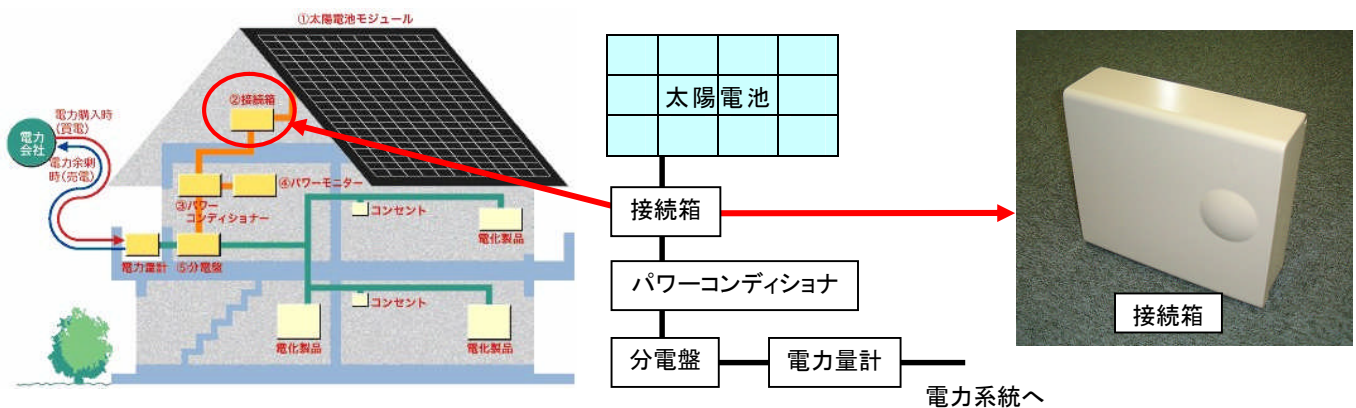 ①太陽電池モジュール
②接続箱
電力購入時
(買電)
電力
会社
電力余剰
時(売電)
④パワーモニター
③パワー
コンディショナー
コンセント
電化製品
電力量計
⑤分電盤
コンセント
電化製品
電化製品
太陽電池
接続箱
パワーコンディショナ
分電盤
電力量計
電力系統へ
接続箱